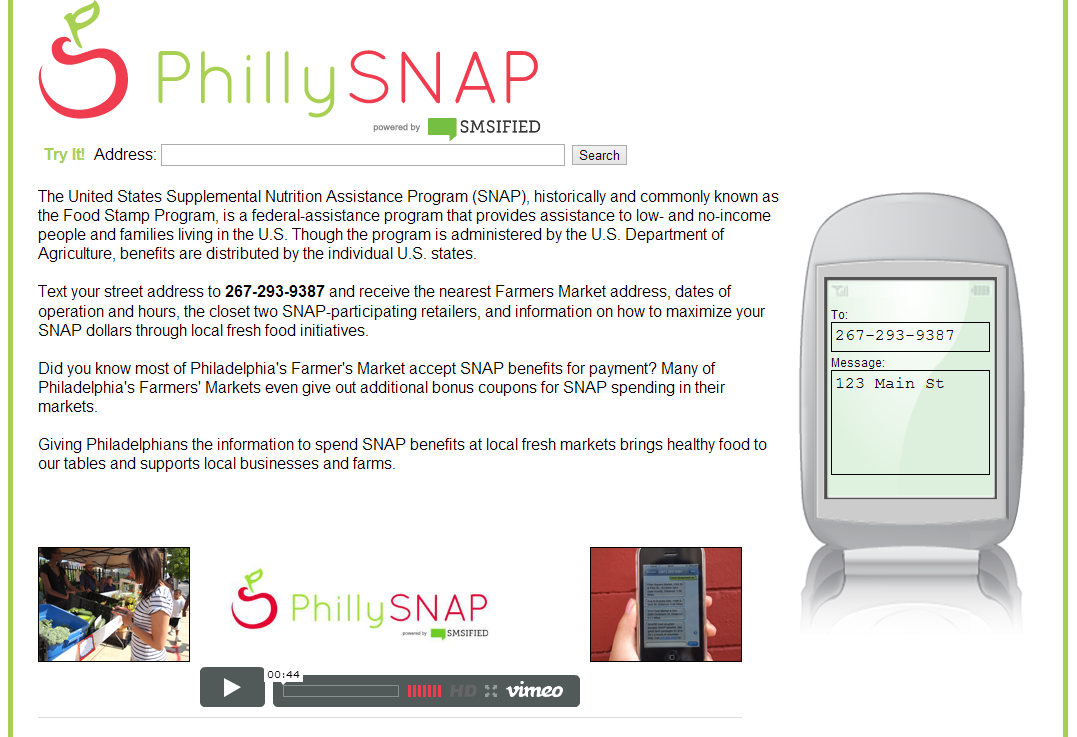 PhillySNAP
powered by SMSIFIED
Try It! Address: Search
The United States Supplemental Nutrition Assistance Program (SNAP), historically and commonly known as
the Food Stamp Program, is a federal-assistance program that provides assistance to low- and no-income
people and families living in the U.S. Though the program is administered by the U.S. Department of
Agriculture, benefits are distributed by the individual U.S. states.
Text your street address to 267-293-9387 and receive the nearest Farmers Market address, dates of
operation and hours, the closet two SNAP-participating retailers, and information on how to maximize your
SNAP dollars through local fresh food initiatives.
Did you know most of Philadelphia's Farmer's Market accept SNAP benefits for payment? Many of
Philadelphia's Farmers' Markets even give out additional bonus coupons for SNAP spending in their
markets.
Giving Philadelphians the information to spend SNAP benefits at local fresh markets brings healthy food to
our tables and supports local businesses and farms.
To:
267-293-9387
Message:
123 Main St
PhillySNAP
powered by SMSIFIED
00:44
HD vimeo